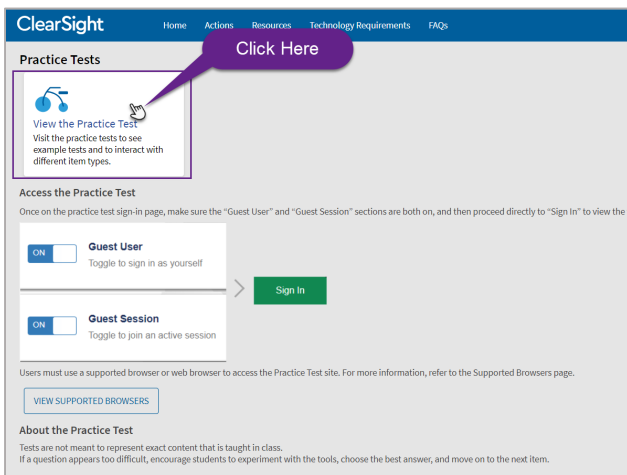 ClearSight
Home Actions Resources Technology Requirements FAQs
Click Here
Practice Tests
View the Practice Test
Visit the practice tests to see
example tests and to interact with
different item types.
Access the Practice Test
Once on the practice test sign-in page, make sure the “Guest User” and “Guest Session” sections are both on, and then proceed directly to “Sign In” to view the
ON
Guest User
Toggle to sign in as yourself
Sign In
ON
Guest Session
Toggle to join an active session
Users must use a supported browser or web browser to access the Practice Test site. For more information, refer to the Supported Browsers page.
VIEW SUPPORTED BROWSERS
About the Practice Test
Tests are not meant to represent exact content that is taught in class.
If a question appears too difficult, encourage students to experiment with the tools, choose the best answer, and move on to the next item.